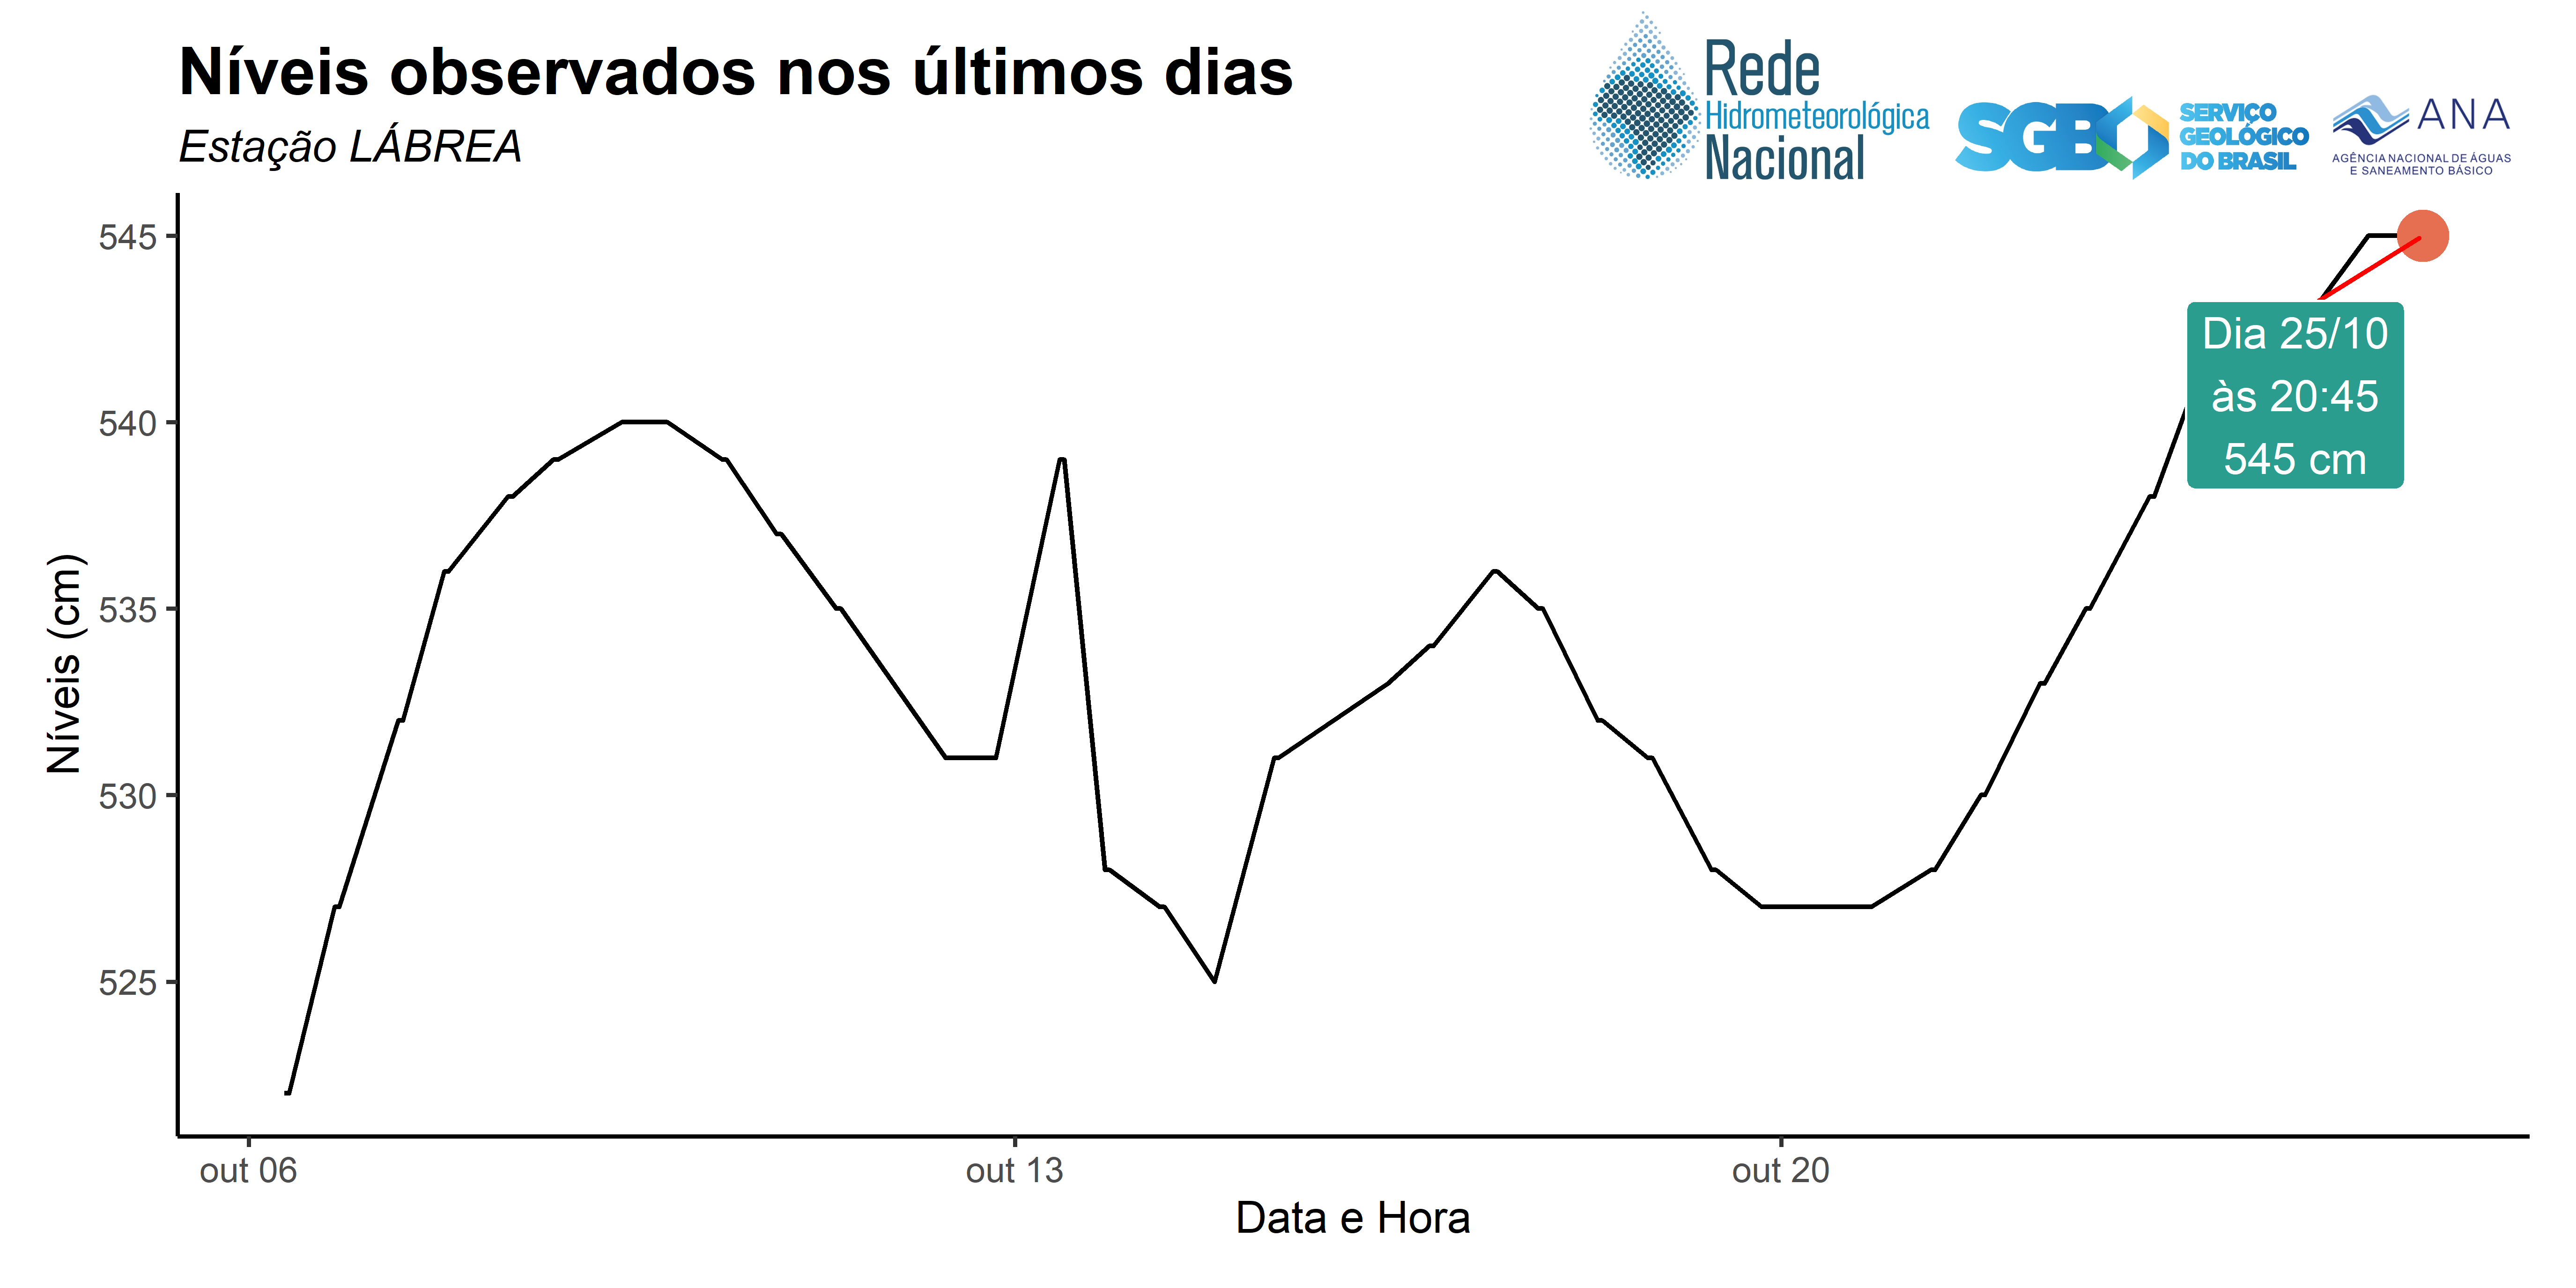 Níveis observados nos últimos dias
Estação LÁBREA
Rede
Hidrometeorológica
Nacional
SGB
SERVIÇO
GEOLÓGICO
DO BRASIL
ANA
AGÊNCIA NACIONAL DE ÁGUAS
E SANEAMENTO BÁSICO
545
540
535
530
525
Níveis (cm)
Dia 25/10
às 20:45
545 cm
out 06
out 13
out 20
Data e Hora